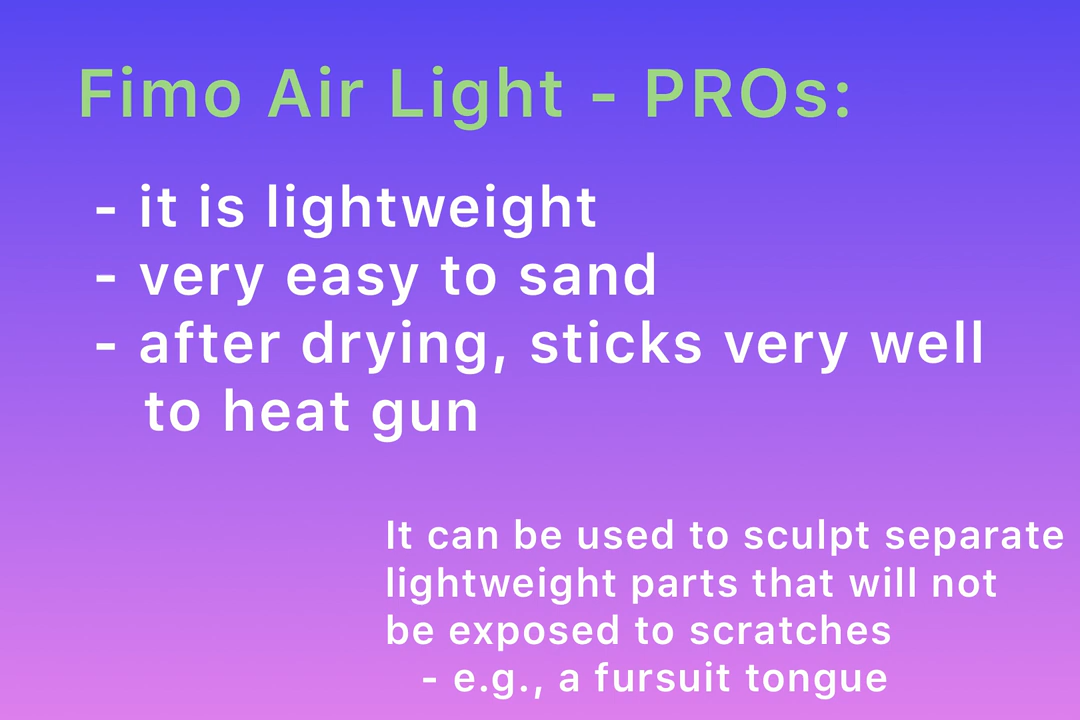 Fimo Air Light - PROs:
- it is lightweight
- very easy to sand
- after drying, sticks very well
to heat gun
It can be used to sculpt separate
lightweight parts that will not
be exposed to scratches
- e.g., a fursuit tongue